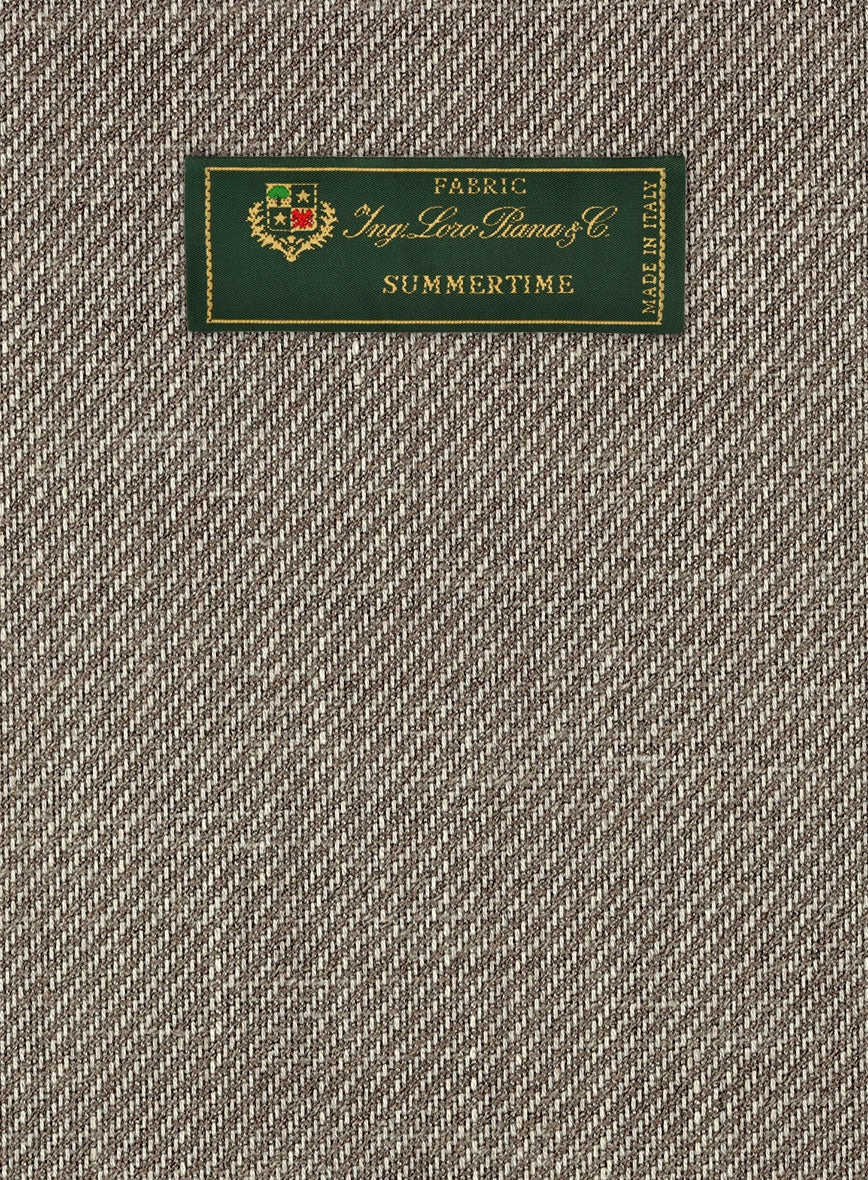 FABRIC
Ing. Loro Piana & C.
SUMMERTIME
MADE IN ITALY